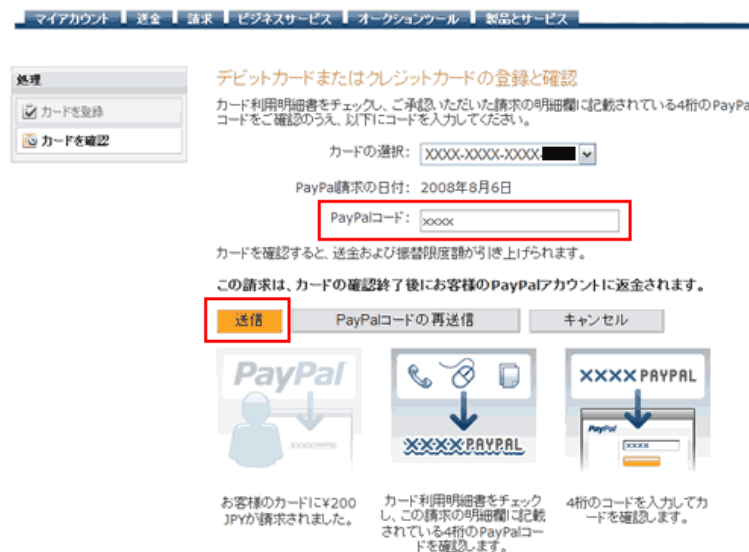 マイアカウント 送金 請求 ビジネスサービス オークションツール 製品とサービス
処理
カードを登録
カードを確認
デビットカードまたはクレジットカードの登録と確認
カード利用明細書をチェックし、ご承認いただいた請求の明細欄に記載されている4桁のPayPa
コードをご確認のうえ、以下にコードを入力してください。
カードの選択: XXXX-XXXX-XXXX-
PayPal請求の日付: 2008年8月6日
PayPalコード: xxxx
カードを確認すると、送金および振替限度額が引き上げられます。
この請求は、カードの確認終了後にお客様のPayPalアカウントに返金されます。
送信 PayPalコードの再送信 キャンセル
PayPal
XXXXPAYPAL
お客様のカードに¥200
JPYが請求されました。
XXXXPAYPAL
カード利用明細書をチェック
し、この請求の明細欄に記載
されている4桁のPayPalコー
ドを確認します。
XXXX PAYPAL
PayPal
XXXX
4桁のコードを入力してカ
ードを確認します。